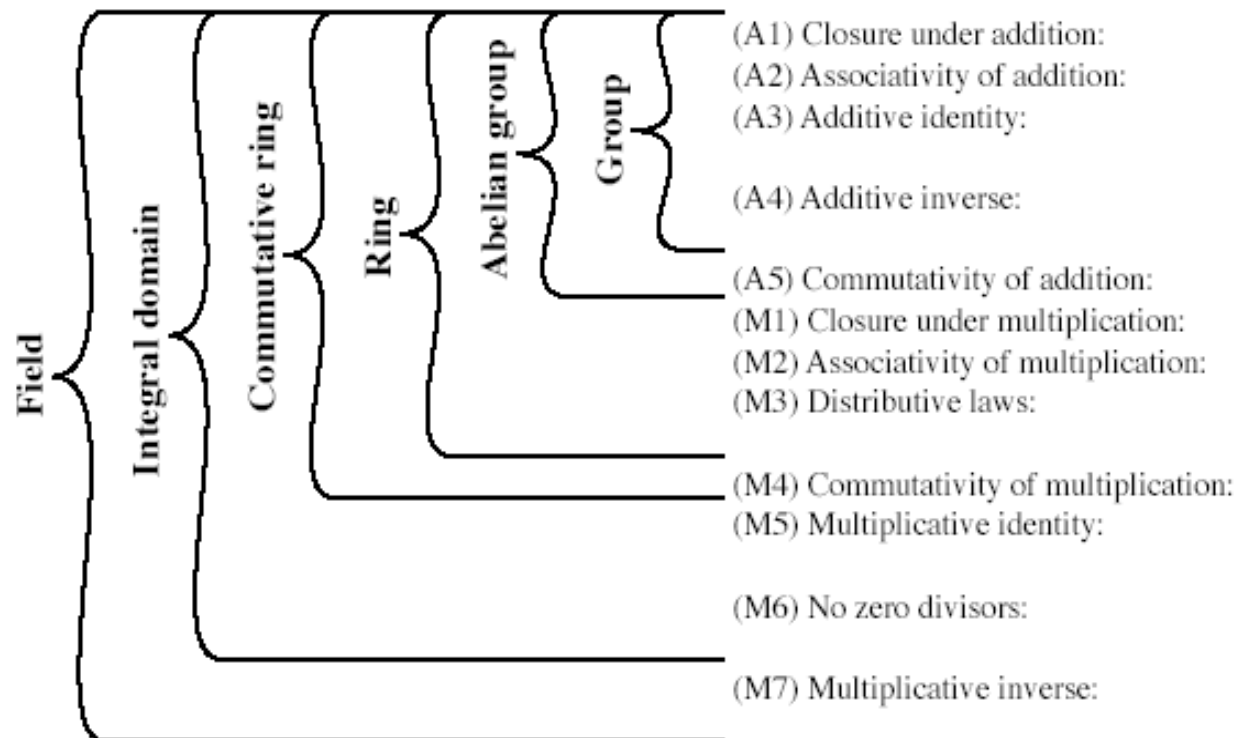 Field
Integral domain
Commutative ring
Ring
Abelian group
Group
(A1) Closure under addition:
(A2) Associativity of addition:
(A3) Additive identity:
(A4) Additive inverse:
(A5) Commutativity of addition:
(M1) Closure under multiplication:
(M2) Associativity of multiplication:
(M3) Distributive laws:
(M4) Commutativity of multiplication:
(M5) Multiplicative identity:
(M6) No zero divisors:
(M7) Multiplicative inverse: